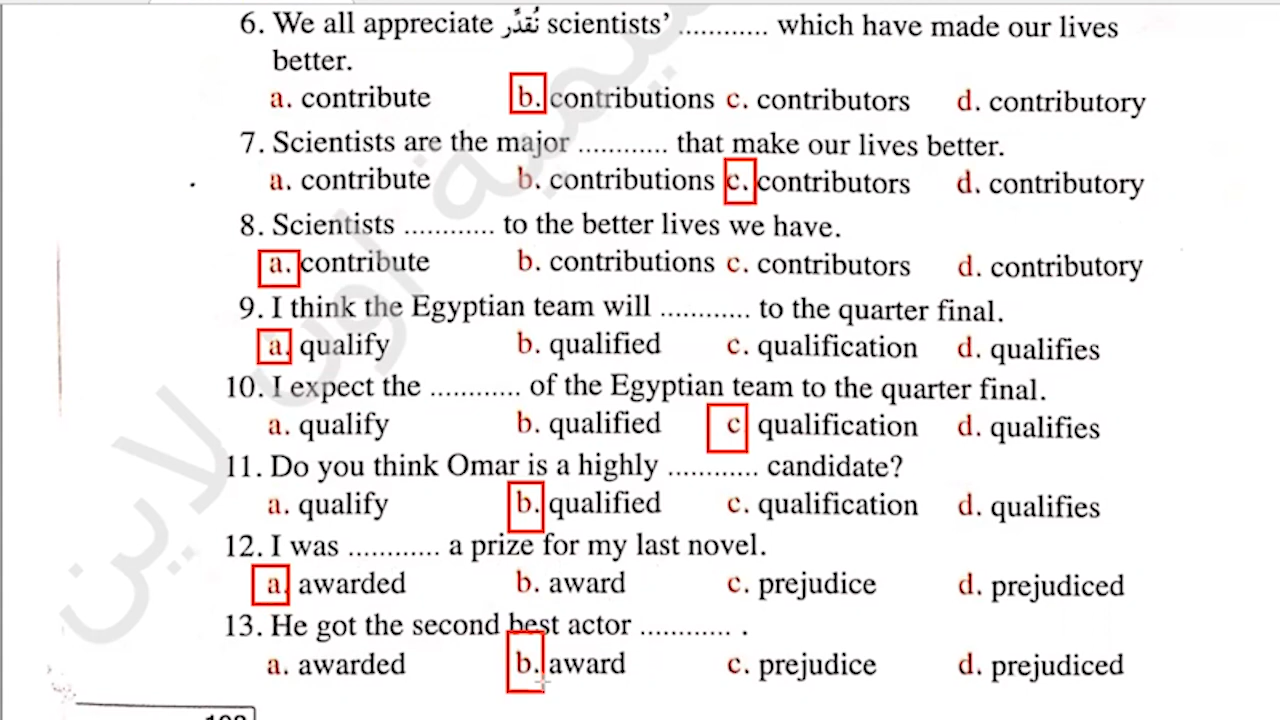 6. We all appreciate نُقدِّر scientists’ ............ which have made our lives
better.
a. contribute b. contributions c. contributors d. contributory
7. Scientists are the major ............ that make our lives better.
a. contribute b. contributions c. contributors d. contributory
8. Scientists ............ to the better lives we have.
a. contribute b. contributions c. contributors d. contributory
9. I think the Egyptian team will ............ to the quarter final.
a. qualify b. qualified c. qualification d. qualifies
10. I expect the ............ of the Egyptian team to the quarter final.
a. qualify b. qualified c qualification d. qualifies
11. Do you think Omar is a highly ............ candidate?
a. qualify b. qualified c. qualification d. qualifies
12. I was ............ a prize for my last novel.
a. awarded b. award c. prejudice d. prejudiced
13. He got the second best actor ............ .
a. awarded b. award c. prejudice d. prejudiced
اون لاين